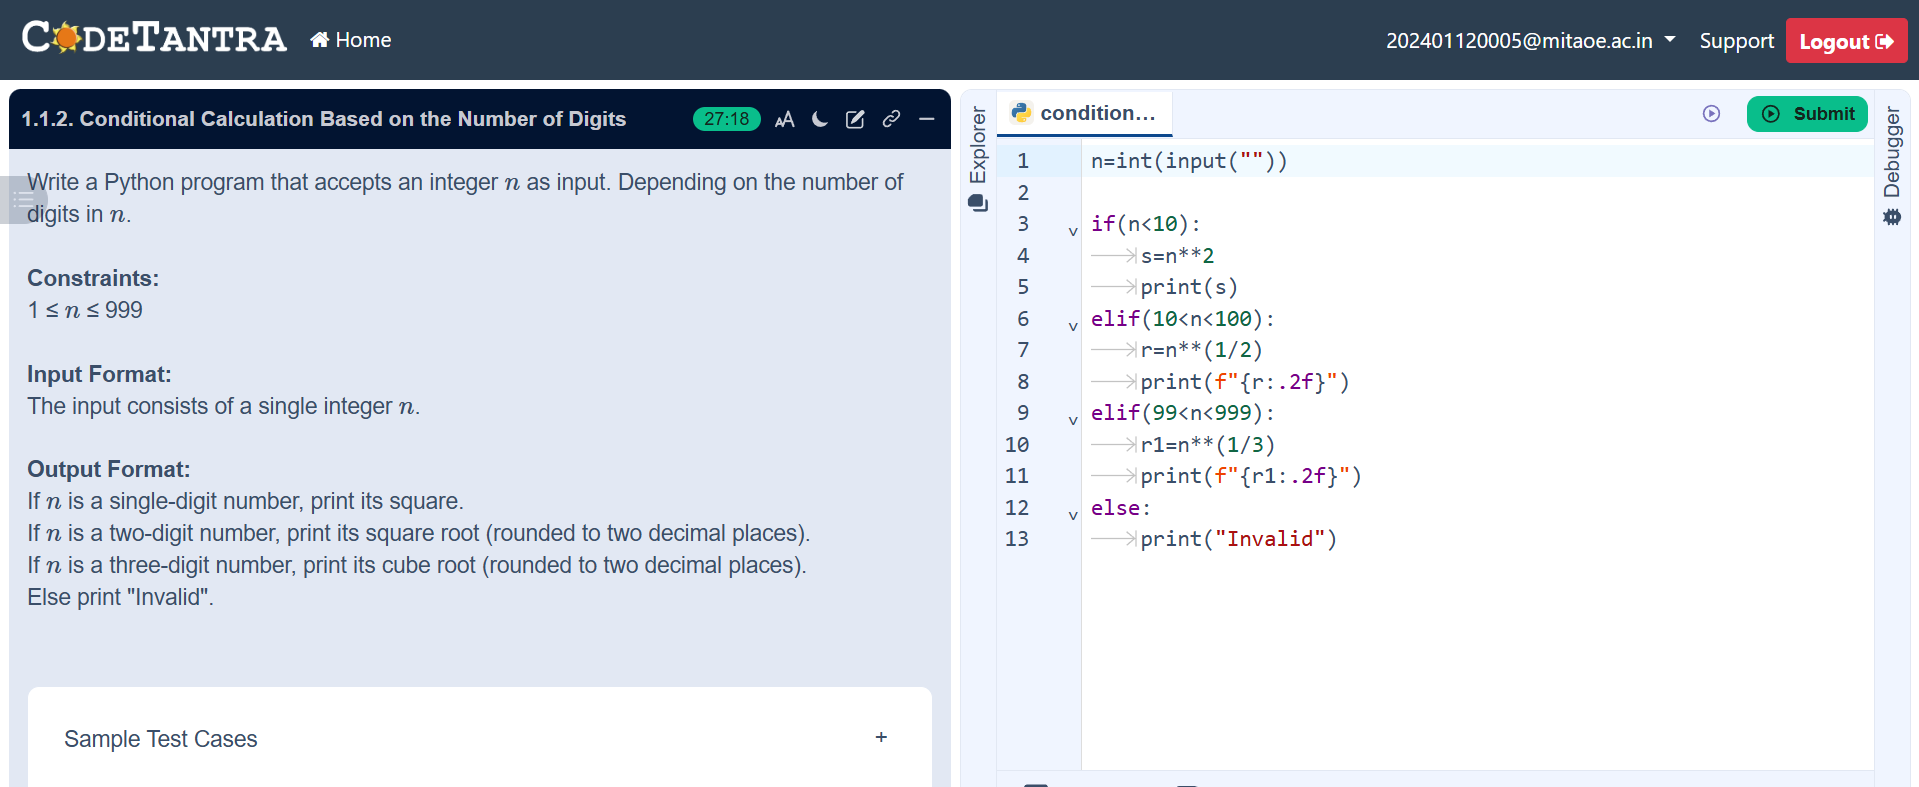 CODETANTRA
Home
202401120005@mitaoe.ac.in
Support
Logout
1.1.2. Conditional Calculation Based on the Number of Digits
27:18
AA
Write a Python program that accepts an integer n as input. Depending on the number of
digits in n.
Constraints:
1 ≤ n ≤ 999
Input Format:
The input consists of a single integer n.
Output Format:
If n is a single-digit number, print its square.
If n is a two-digit number, print its square root (rounded to two decimal places).
If n is a three-digit number, print its cube root (rounded to two decimal places).
Else print "Invalid".
Sample Test Cases
+
Explorer
condition...
Submit
Debugger
1 n=int(input(""))
2
3 if(n<10):
4 s=n**2
5 print(s)
6 elif(10<n<100):
7 r=n**(1/2)
8 print(f"{r:.2f}")
9 elif(99<n<999):
10 r1=n**(1/3)
11 print(f"{r1:.2f}")
12 else:
13 print("Invalid")